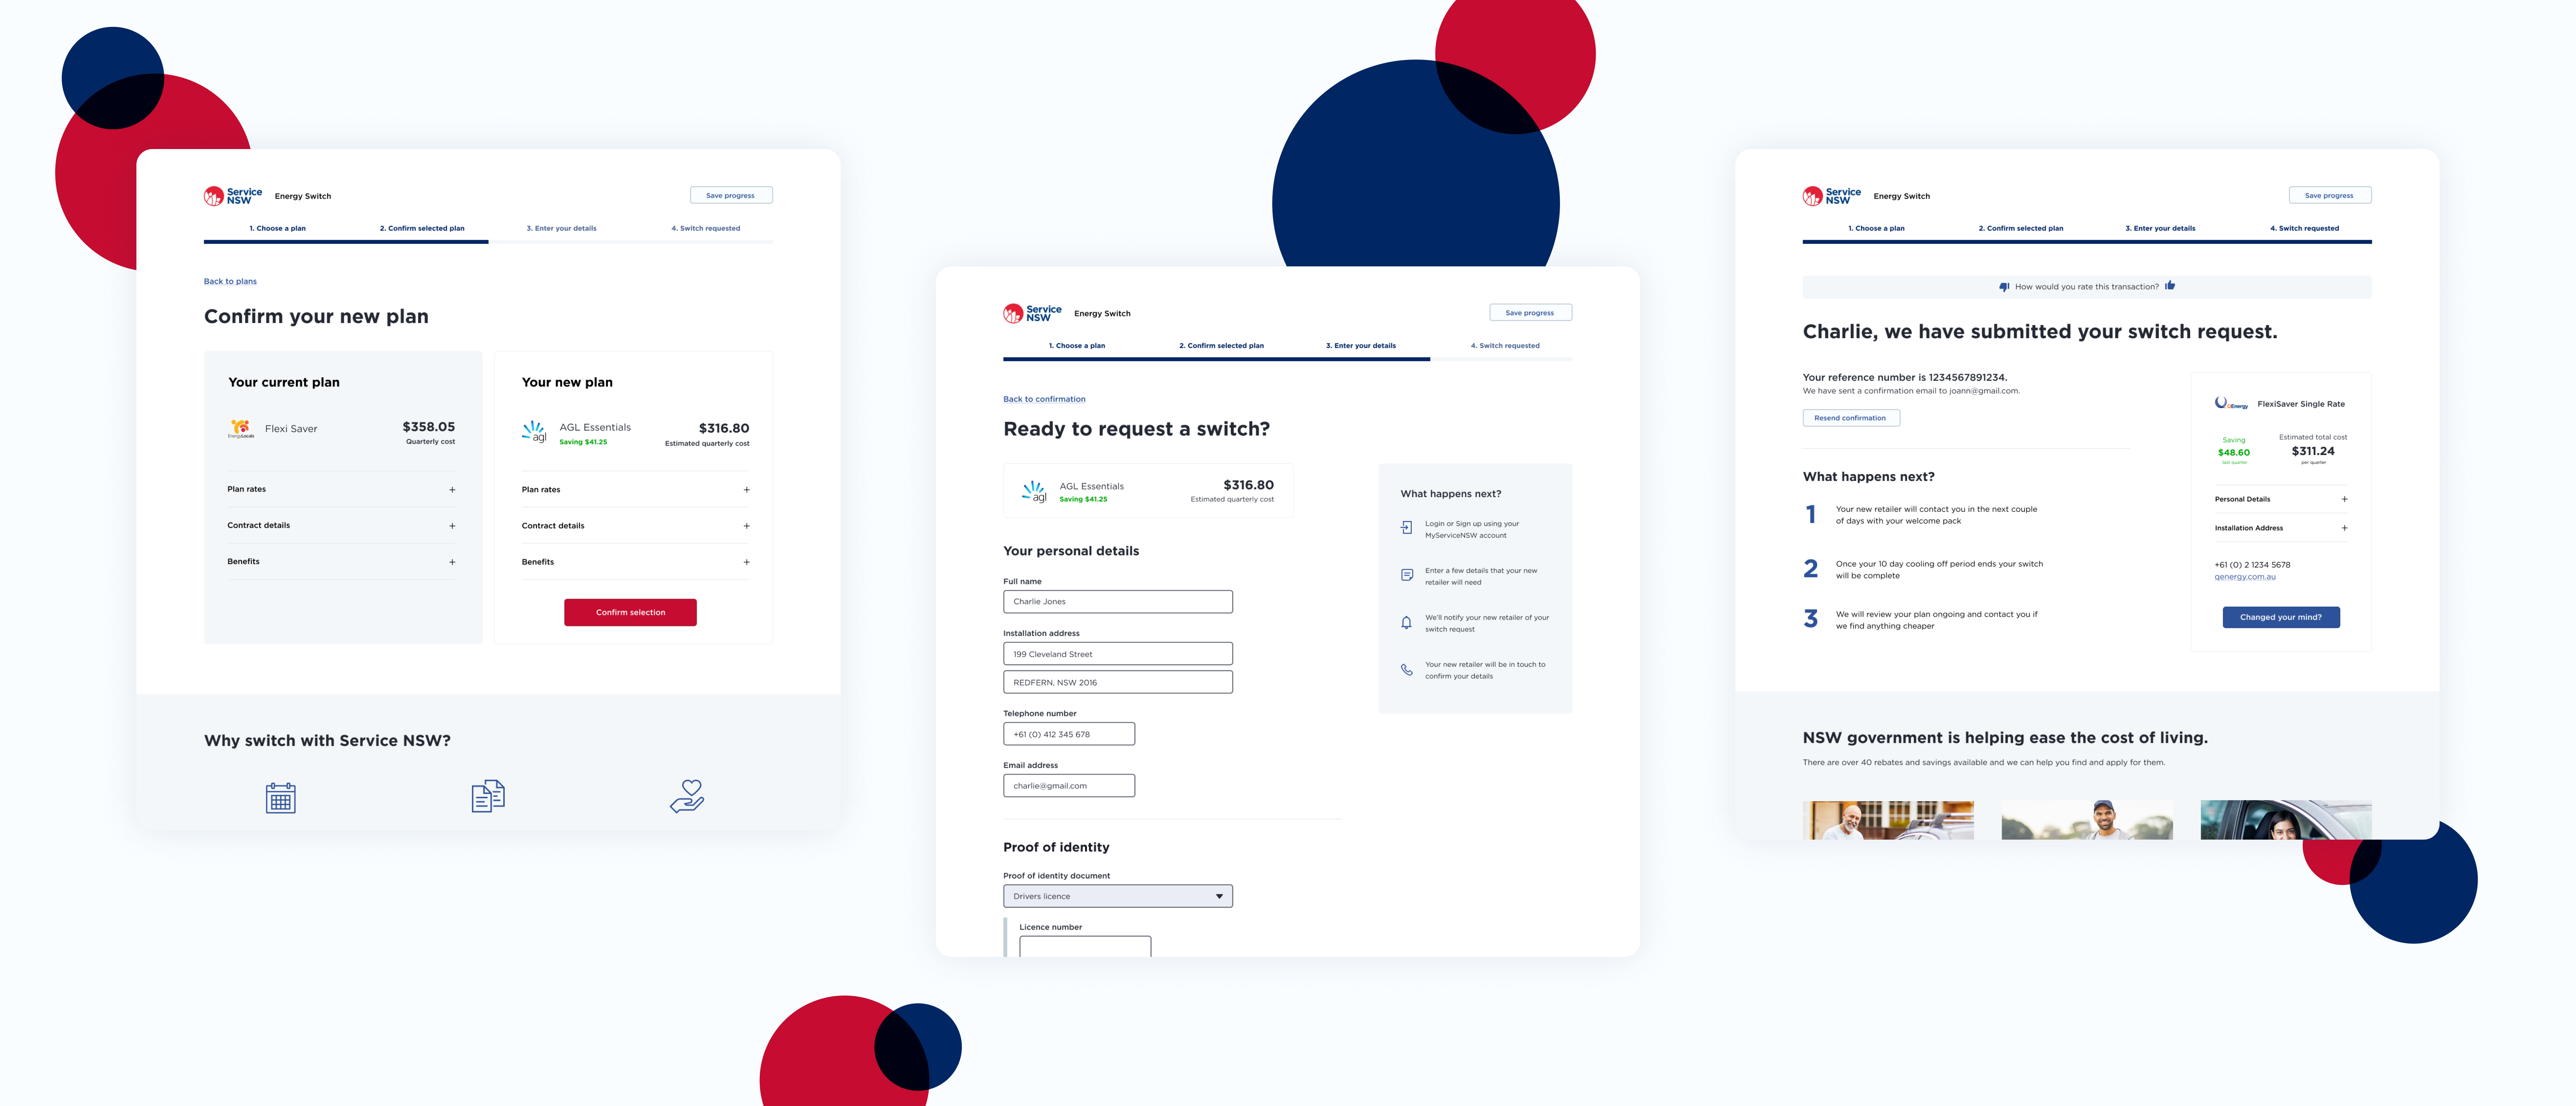 Service
NSW
Energy Switch
Save progress
1. Choose a plan
2. Confirm selected plan
3. Enter your details
4. Switch requested
Back to plans
Confirm your new plan
Your current plan
EnergyLocals
Flexi Saver
$358.05
Quarterly cost
Plan rates
Contract details
Benefits
Your new plan
agl
AGL Essentials
Saving $41.25
$316.80
Estimated quarterly cost
Plan rates
Contract details
Benefits
Confirm selection
Why switch with Service NSW?
Service
NSW
Energy Switch
Save progress
1. Choose a plan
2. Confirm selected plan
3. Enter your details
4. Switch requested
Back to confirmation
Ready to request a switch?
agl
AGL Essentials
Saving $41.25
$316.80
Estimated quarterly cost
Your personal details
Full name
Charlie Jones
Installation address
199 Cleveland Street
REDFERN, NSW 2016
Telephone number
+61 (0) 412 345 678
Email address
charlie@gmail.com
Proof of identity
Proof of identity document
Drivers licence
Licence number
What happens next?
Login or Sign up using your
MyServiceNSW account
Enter a few details that your new
retailer will need
We'll notify your new retailer of your
switch request
Your new retailer will be in touch to
confirm your details
Service
NSW
Energy Switch
Save progress
1. Choose a plan
2. Confirm selected plan
3. Enter your details
4. Switch requested
How would you rate this transaction?
Charlie, we have submitted your switch request.
Your reference number is 1234567891234.
We have sent a confirmation email to joann@gmail.com.
Resend confirmation
What happens next?
1
Your new retailer will contact you in the next couple
of days with your welcome pack
2
Once your 10 day cooling off period ends your switch
will be complete
3
We will review your plan ongoing and contact you if
we find anything cheaper
QEnergy
FlexiSaver Single Rate
Saving
$48.60
last quarter
Estimated total cost
$311.24
per quarter
Personal Details
Installation Address
+61 (0) 2 1234 5678
qenergy.com.au
Changed your mind?
NSW government is helping ease the cost of living.
There are over 40 rebates and savings available and we can help you find and apply for them.